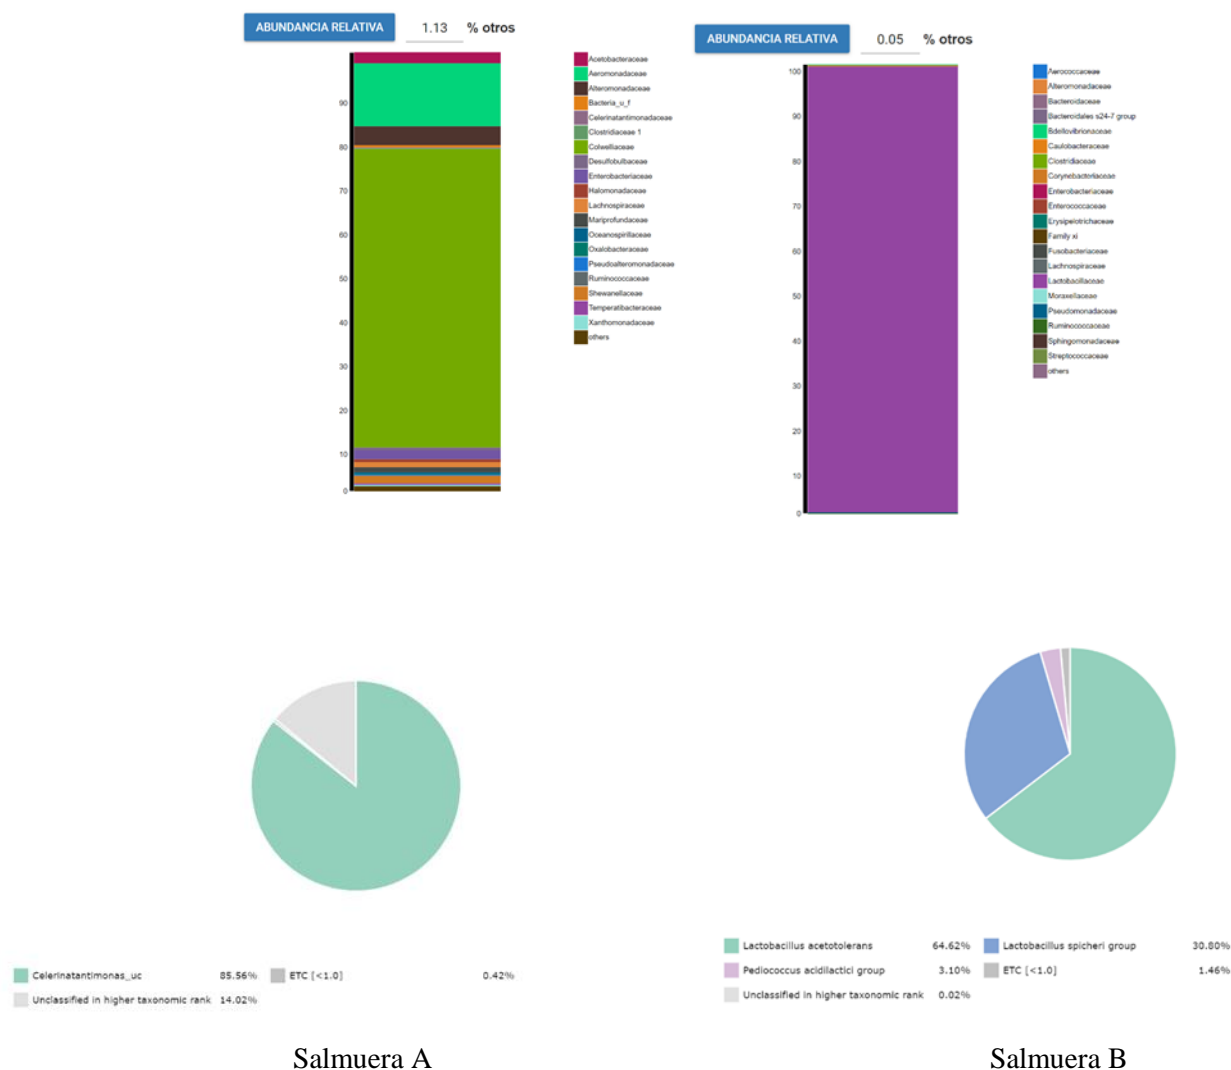 ABUNDANCIA RELATIVA 1.13 % otros
90
80
70
60
50
40
30
20
10
0
Acetobacteraceae
Aeromonadaceae
Alteromonadaceae
Bacteria_u_f
Celerinatantimonadaceae
Clostridiaceae 1
Colwelliaceae
Desulfobulbaceae
Enterobacteriaceae
Halomonadaceae
Lachnospiraceae
Mariprofundaceae
Oceanospirillaceae
Oxalobacteraceae
Pseudoalteromonadaceae
Ruminococcaceae
Shewanellaceae
Temperatibacteraceae
Xanthomonadaceae
others
ABUNDANCIA RELATIVA 0.05 % otros
100
90
80
70
60
50
40
30
20
10
0
Aerococcaceae
Alteromonadaceae
Bacteroidaceae
Bacteroidales s24-7 group
Bdellovibrionaceae
Caulobacteraceae
Clostridiaceae
Corynebacteriaceae
Enterobacteriaceae
Enterococcaceae
Erysipelotrichaceae
Family xi
Fusobacteriaceae
Lachnospiraceae
Lactobacillaceae
Moraxellaceae
Pseudomonadaceae
Ruminococcaceae
Sphingomonadaceae
Streptococcaceae
others
Celerinatantimonas_uc 85.56% ETC [<1.0] 0.42%
Unclassified in higher taxonomic rank 14.02%
Lactobacillus acetotolerans 64.62% Lactobacillus spicheri group 30.80%
Pediococcus acidilactici group 3.10% ETC [<1.0] 1.46%
Unclassified in higher taxonomic rank 0.02%
Salmuera A
Salmuera B